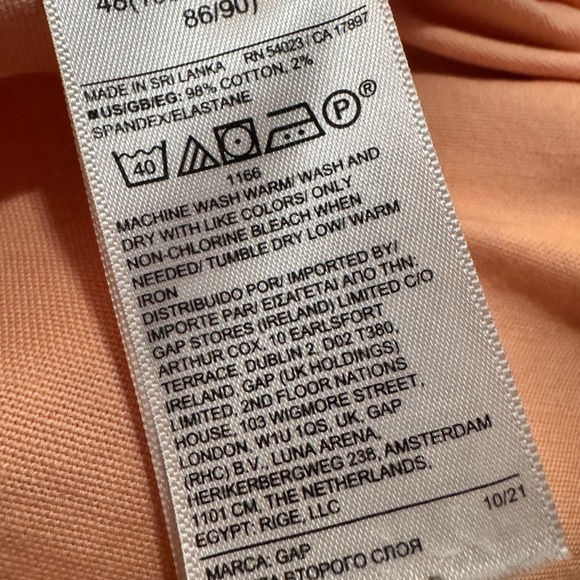 86/90)
MADE IN SRI LANKA RN 54023 / CA 17897
■US/GB/EG: 98% COTTON, 2%
SPANDEX/ELASTANE
40 P®
1166
MACHINE WASH WARM/ WASH AND
DRY WITH LIKE COLORS/ ONLY
NON-CHLORINE BLEACH WHEN
NEEDED/ TUMBLE DRY LOW/ WARM
IRON
DISTRIBUIDO POR/ IMPORTED BY/
IMPORTE PAR/ ΕΙΣΑΓΕΤΑΙ ΑΠΟ ΤΗΝ:
GAP STORES (IRELAND) LIMITED C/O
ARTHUR COX, 10 EARLSFORT
TERRACE, DUBLIN 2, D02 T380,
IRELAND, GAP (UK HOLDINGS)
LIMITED, 2ND FLOOR NATIONS
HOUSE, 103 WIGMORE STREET,
LONDON, W1U 1QS, UK, GAP
(RHC) B.V., LUNA ARENA,
HERIKERBERGWEG 238, AMSTERDAM
1101 CM, THE NETHERLANDS,
EGYPT, RIGE, LLC
10/21
MARCA: GAP
ВТОРОГО СЛОЯ